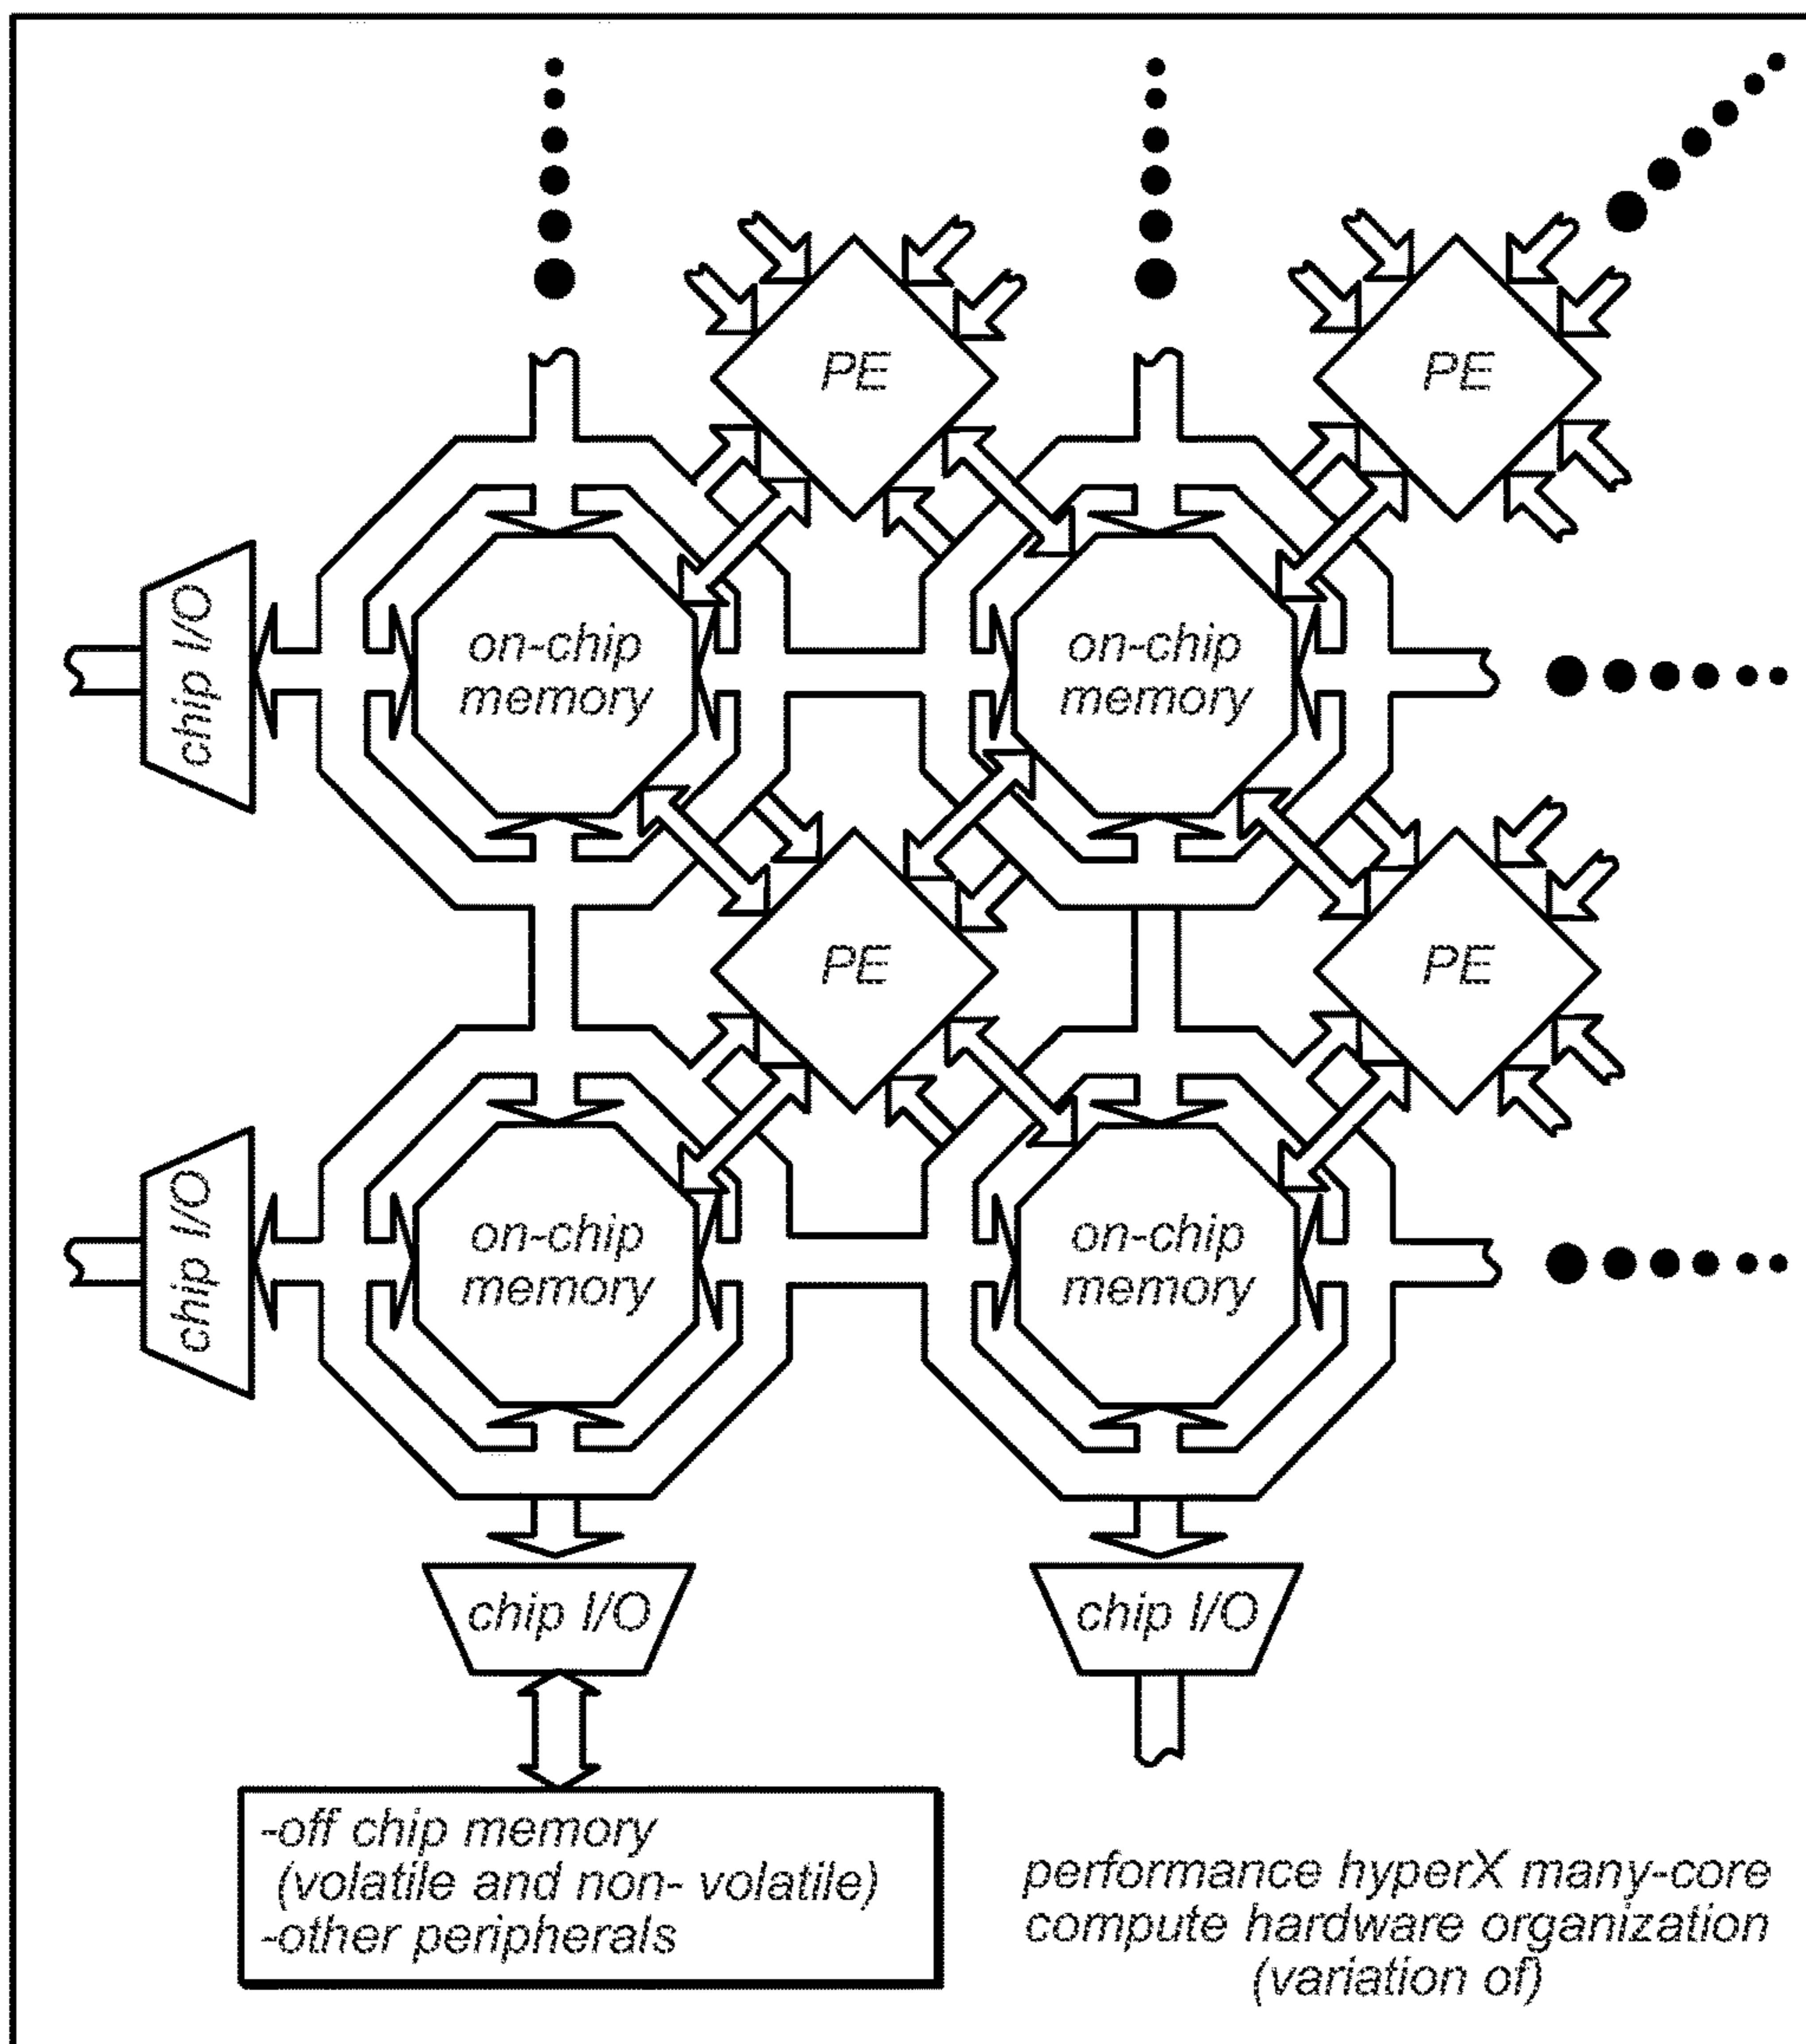 PE
PE
chip I/O
on-chip
memory
on-chip
memory
PE
PE
chip I/O
on-chip
memory
on-chip
memory
chip I/O
chip I/O
-off chip memory
(volatile and non- volatile)
-other peripherals
performance hyperX many-core
compute hardware organization
(variation of)